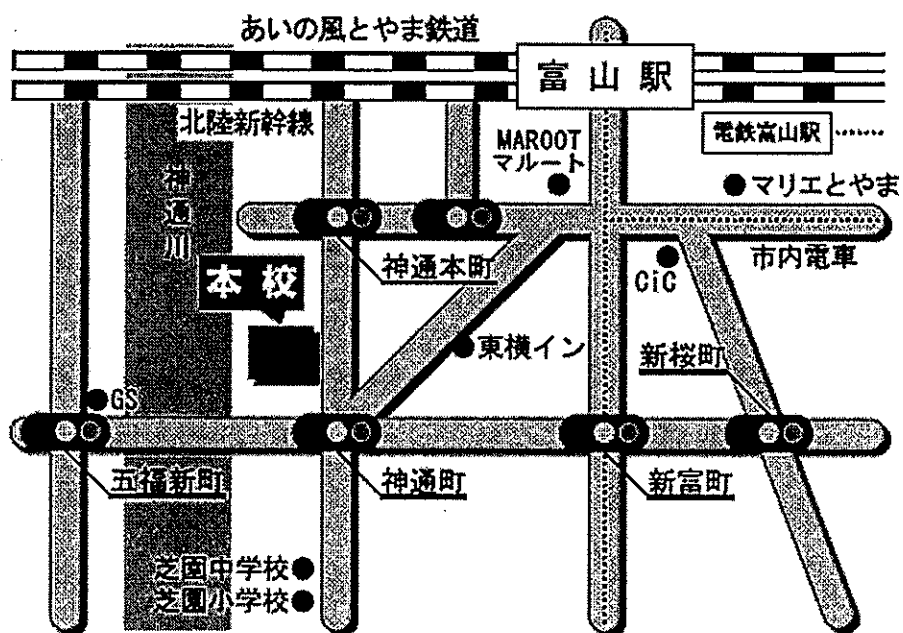 あいの風とやま鉄道
富山駅
北陸新幹線
MAROOT
マルート
電鉄富山駅
神通川
マリエとやま
本校
神通本町
CiC
市内電車
東横イン
新桜町
GS
五福新町
神通町
新富町
芝園中学校
芝園小学校